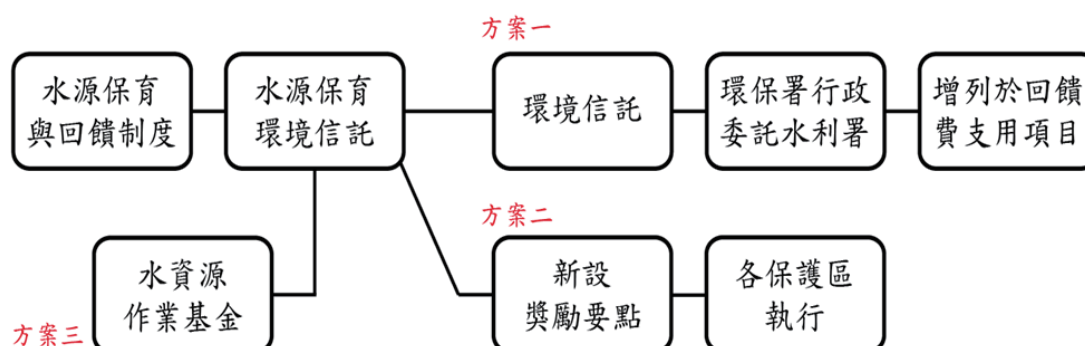 方案一
水源保育
與回饋制度
水源保育
環境信託
環境信託
環保署行政
委託水利署
增列於回饋
費支用項目
方案二
新設
獎勵要點
各保護區
執行
方案三
水資源
作業基金